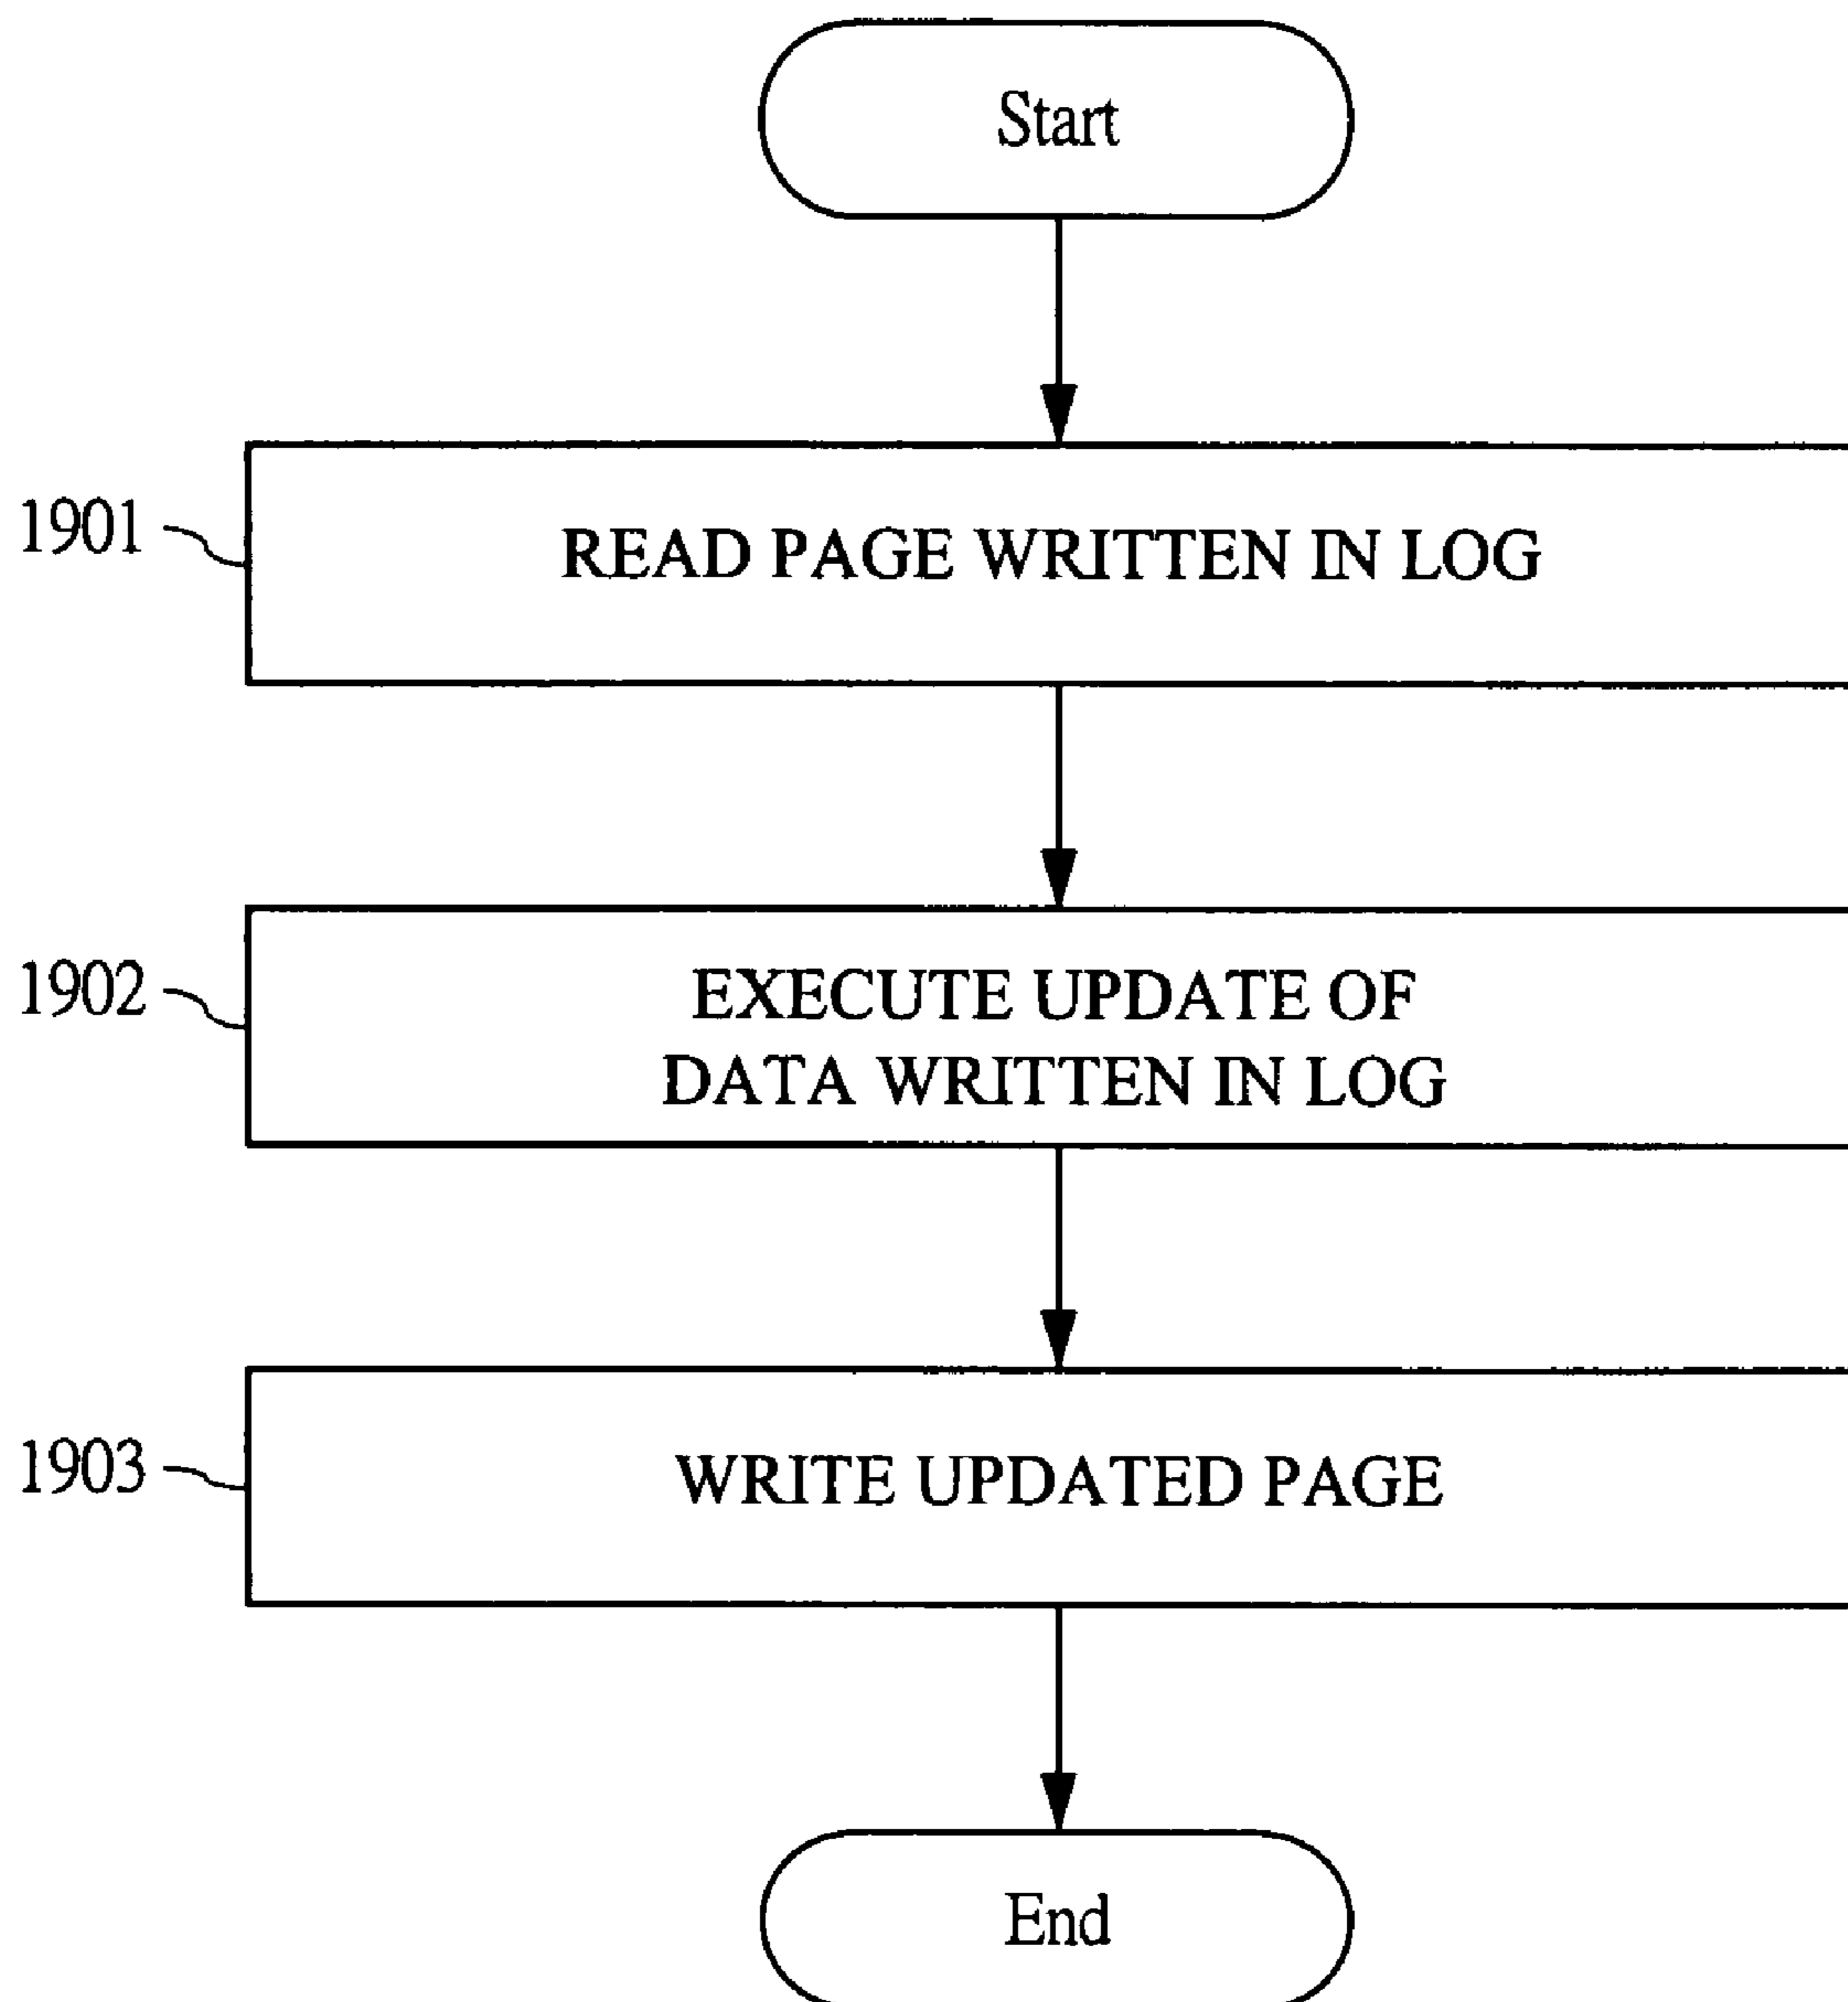 Start
1901
READ PAGE WRITTEN IN LOG
1902
EXECUTE UPDATE OF
DATA WRITTEN IN LOG
1903
WRITE UPDATED PAGE
End